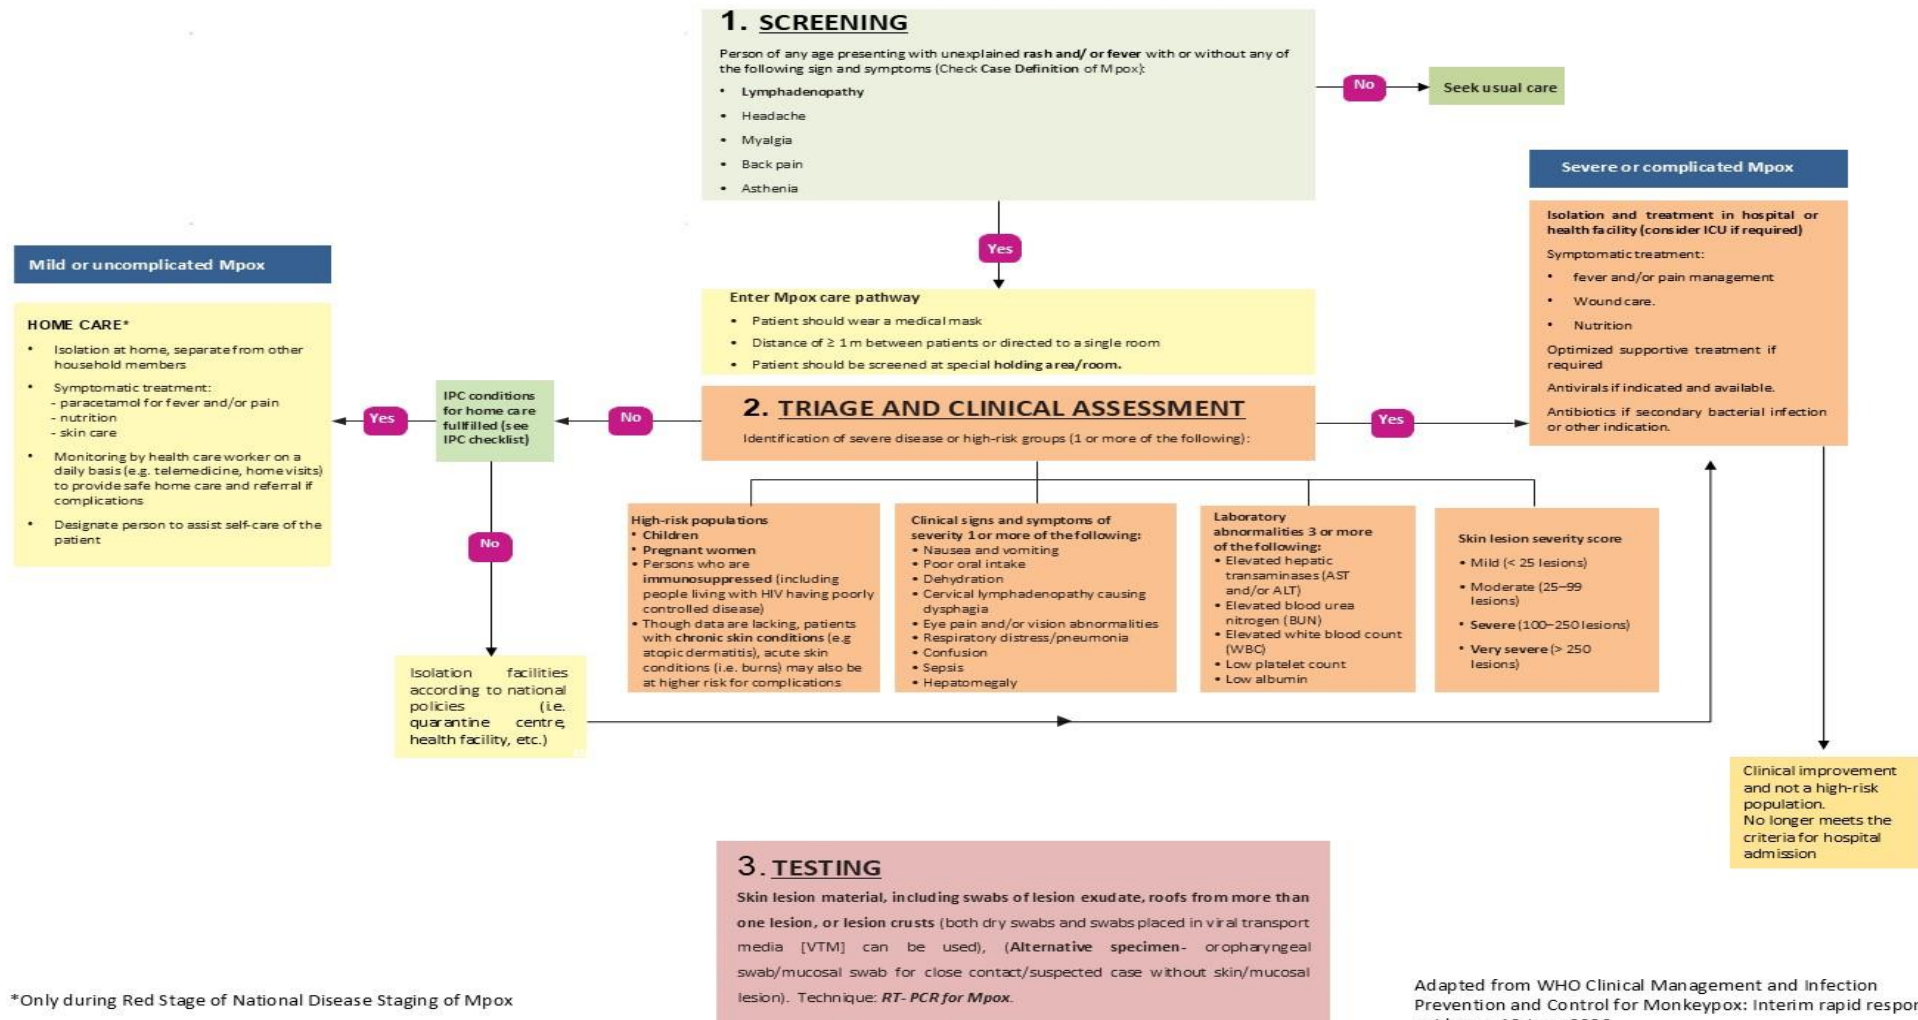 1. SCREENING
Person of any age presenting with unexplained rash and/ or fever with or without any of
the following sign and symptoms (Check Case Definition of Mpox):
• Lymphadenopathy
• Headache
• Myalgia
• Back pain
• Asthenia
No
Seek usual care
Yes
Enter Mpox care pathway
• Patient should wear a medical mask
• Distance of ≥ 1 m between patients or directed to a single room
• Patient should be screened at special holding area/room.
2. TRIAGE AND CLINICAL ASSESSMENT
Identification of severe disease or high-risk groups (1 or more of the following):
No
IPC conditions
for home care
fullfilled (see
IPC checklist)
Yes
Mild or uncomplicated Mpox
HOME CARE*
• Isolation at home, separate from other
household members
• Symptomatic treatment:
- paracetamol for fever and/or pain
- nutrition
- skin care
• Monitoring by health care worker on a
daily basis (e.g. telemedicine, home visits)
to provide safe home care and referral if
complications
• Designate person to assist self-care of the
patient
No
Isolation facilities
according to national
policies (i.e.
quarantine centre,
health facility, etc.)
Yes
Severe or complicated Mpox
Isolation and treatment in hospital or
health facility (consider ICU if required)
Symptomatic treatment:
• fever and/or pain management
• Wound care.
• Nutrition
Optimized supportive treatment if
required
Antivirals if indicated and available.
Antibiotics if secondary bacterial infection
or other indication.
High-risk populations
• Children
• Pregnant women
• Persons who are
immunosuppressed (including
people living with HIV having poorly
controlled disease)
• Though data are lacking, patients
with chronic skin conditions (e.g
atopic dermatitis), acute skin
conditions (i.e. burns) may also be
at higher risk for complications
Clinical signs and symptoms of
severity 1 or more of the following:
• Nausea and vomiting
• Poor oral intake
• Dehydration
• Cervical lymphadenopathy causing
dysphagia
• Eye pain and/or vision abnormalities
• Respiratory distress/pneumonia
• Confusion
• Sepsis
• Hepatomegaly
Laboratory
abnormalities 3 or more
of the following:
• Elevated hepatic
transaminases (AST
and/or ALT)
• Elevated blood urea
nitrogen (BUN)
• Elevated white blood count
(WBC)
• Low platelet count
• Low albumin
Skin lesion severity score
• Mild (< 25 lesions)
• Moderate (25–99
lesions)
• Severe (100–250 lesions)
• Very severe (> 250
lesions)
Clinical improvement
and not a high-risk
population.
No longer meets the
criteria for hospital
admission
3. TESTING
Skin lesion material, including swabs of lesion exudate, roofs from more than
one lesion, or lesion crusts (both dry swabs and swabs placed in viral transport
media [VTM] can be used), (Alternative specimen- oropharyngeal
swab/mucosal swab for close contact/suspected case without skin/mucosal
lesion). Technique: RT- PCR for Mpox.
*Only during Red Stage of National Disease Staging of Mpox
Adapted from WHO Clinical Management and Infection
Prevention and Control for Monkeypox: Interim rapid respon